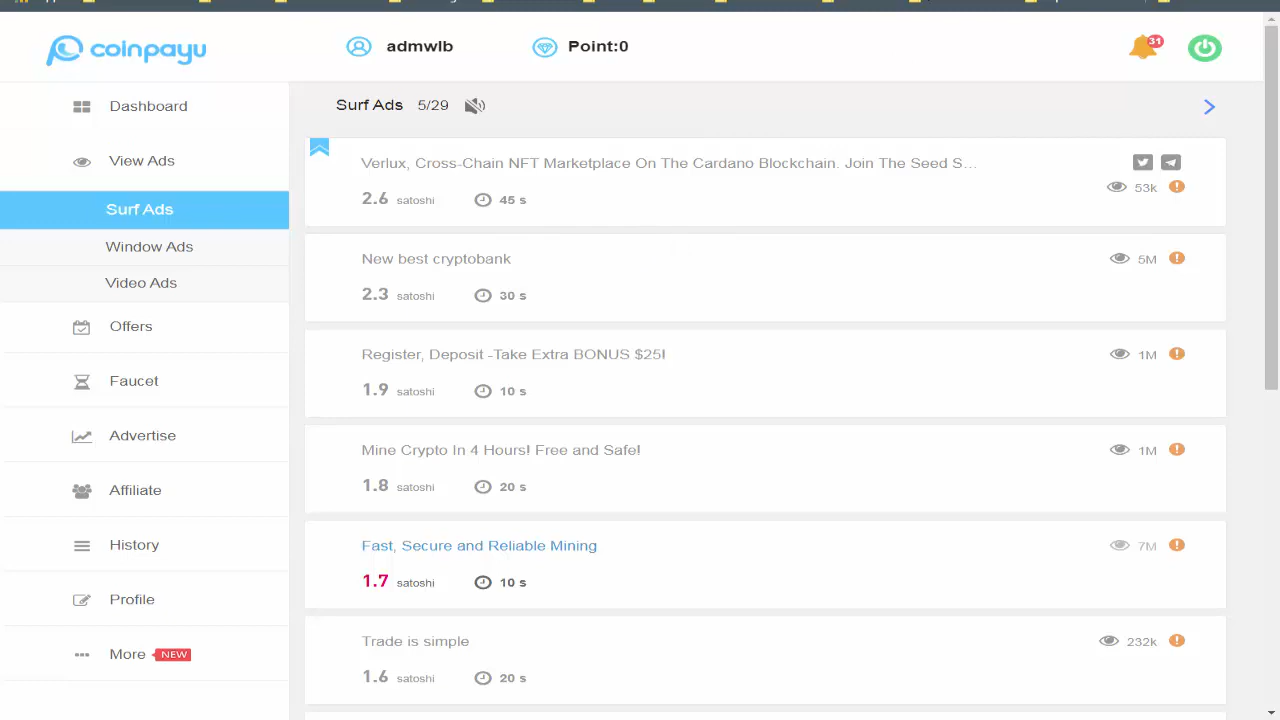 coinpayu
admwlb
Point:0
31
Dashboard
View Ads
Surf Ads
Window Ads
Video Ads
Offers
Faucet
Advertise
Affiliate
History
Profile
More NEW
Surf Ads 5/29
Verlux, Cross-Chain NFT Marketplace On The Cardano Blockchain. Join The Seed S...
2.6 satoshi 45 s
53k
New best cryptobank
5M
2.3 satoshi 30 s
Register, Deposit -Take Extra BONUS $25!
1M
1.9 satoshi 10 s
Mine Crypto In 4 Hours! Free and Safe!
1M
1.8 satoshi 20 s
Fast, Secure and Reliable Mining
7M
1.7 satoshi 10 s
Trade is simple
232k
1.6 satoshi 20 s